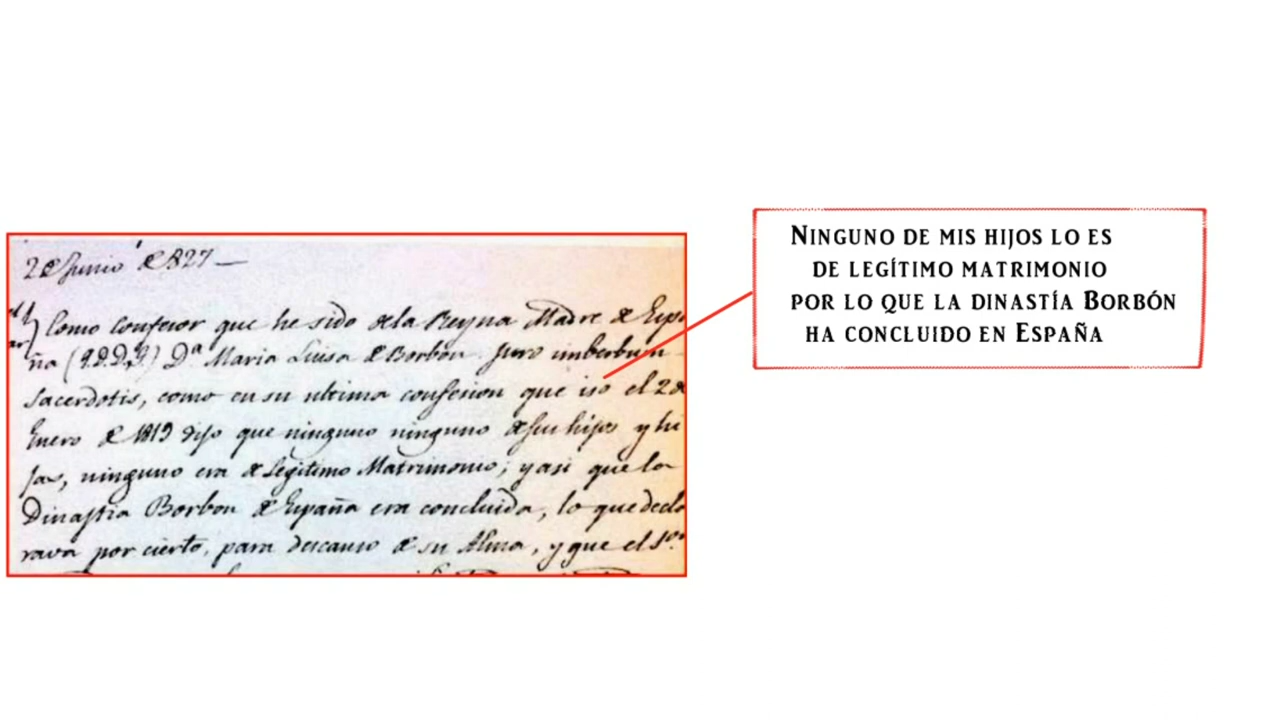 2 de Junio de 1827 —
Como confesor que he sido de la Reyna Madre de Espa
ña (q.D.D.g.) Dª Maria Luisa de Borbon. Juro imberbum
Sacerdotis, como en su ultima confesion que iso el 2 de
Enero de 1819 dijo que ninguno ninguno de sus hijos y hi
jas, ninguno era de legitimo Matrimonio; y asi que la
Dinastia Borbon de España era concluida, lo que decla
rava por cierto, para descanso de su Alma, y que el Sor
NINGUNO DE MIS HIJOS LO ES
DE LEGÍTIMO MATRIMONIO
POR LO QUE LA DINASTÍA BORBÓN
HA CONCLUIDO EN ESPAÑA